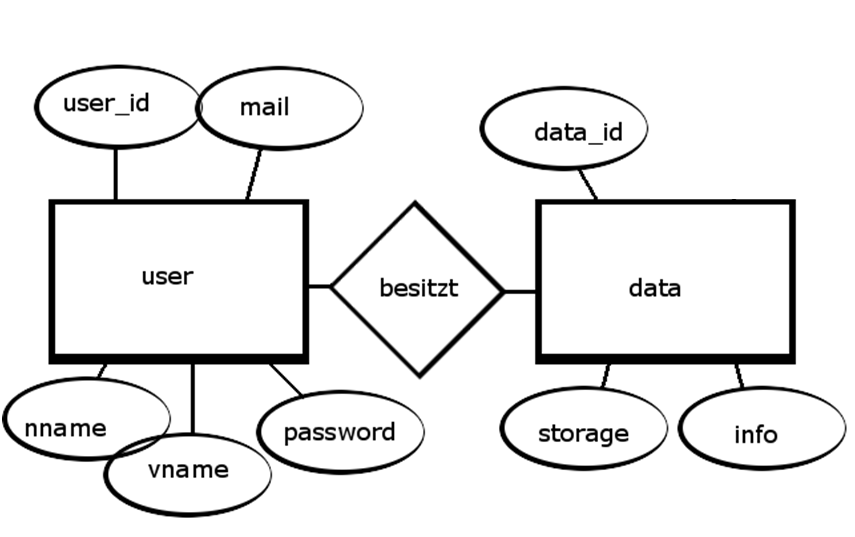 user_id
mail
data_id
user
besitzt
data
nname
vname
password
storage
info